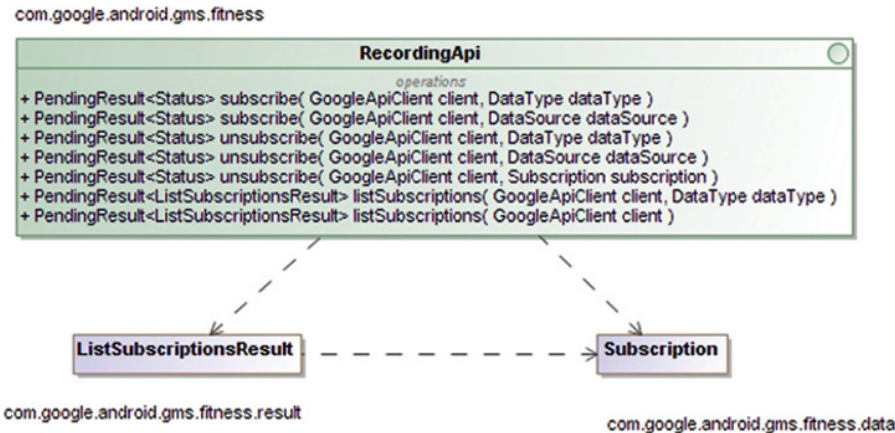 com.google.android.gms.fitness
RecordingApi
operations
+ PendingResult<Status> subscribe( GoogleApiClient client, DataType dataType )
+ PendingResult<Status> subscribe( GoogleApiClient client, DataSource dataSource )
+ PendingResult<Status> unsubscribe( GoogleApiClient client, DataType dataType )
+ PendingResult<Status> unsubscribe( GoogleApiClient client, DataSource dataSource )
+ PendingResult<Status> unsubscribe( GoogleApiClient client, Subscription subscription )
+ PendingResult<ListSubscriptionsResult> listSubscriptions( GoogleApiClient client, DataType dataType )
+ PendingResult<ListSubscriptionsResult> listSubscriptions( GoogleApiClient client )
ListSubscriptionsResult
Subscription
com.google.android.gms.fitness.result
com.google.android.gms.fitness.data